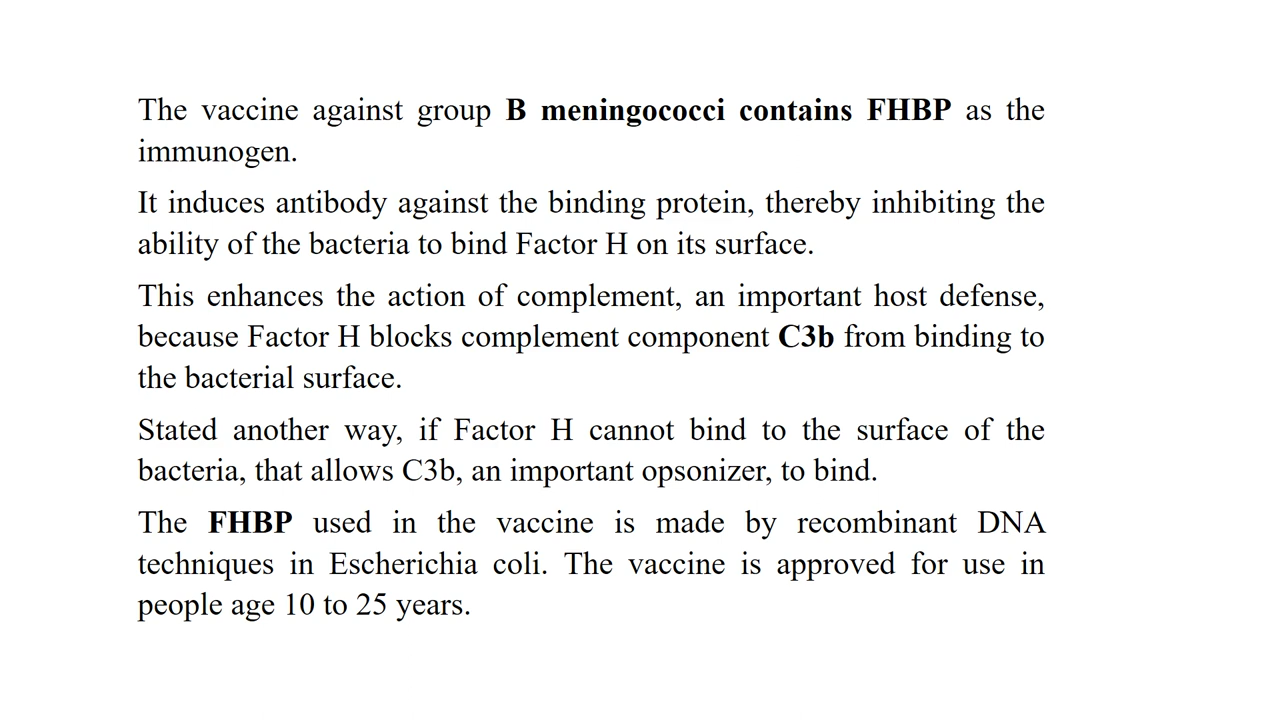 The vaccine against group B meningococci contains FHBP as the
immunogen.
It induces antibody against the binding protein, thereby inhibiting the
ability of the bacteria to bind Factor H on its surface.
This enhances the action of complement, an important host defense,
because Factor H blocks complement component C3b from binding to
the bacterial surface.
Stated another way, if Factor H cannot bind to the surface of the
bacteria, that allows C3b, an important opsonizer, to bind.
The FHBP used in the vaccine is made by recombinant DNA
techniques in Escherichia coli. The vaccine is approved for use in
people age 10 to 25 years.